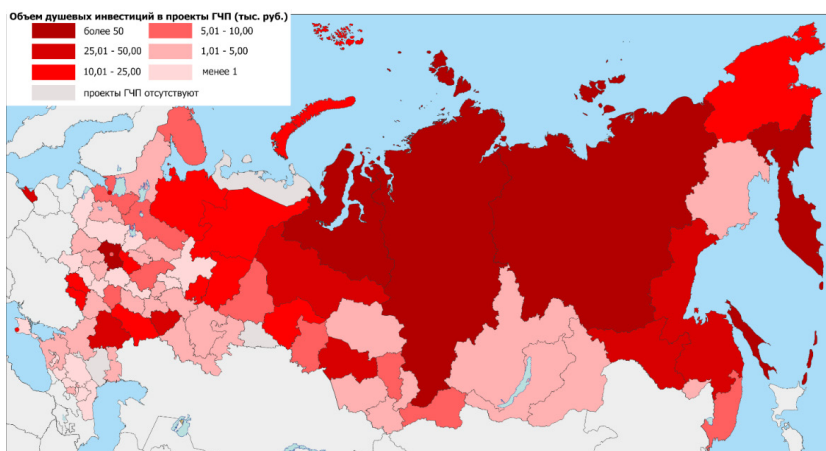 Объем душевых инвестиций в проекты ГЧП (тыс. руб.)
более 50
5,01 - 10,00
25,01 - 50,00
1,01 - 5,00
10,01 - 25,00
менее 1
проекты ГЧП отсутствуют